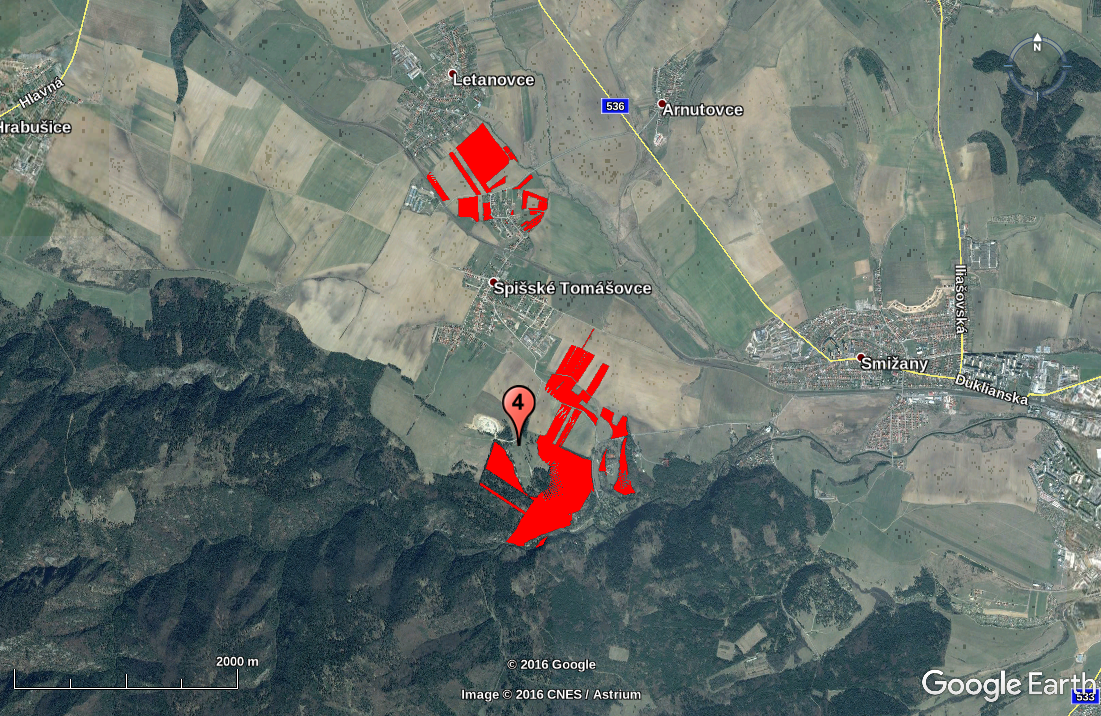 Hlavná
Hrabušice
Letanovce
536
Arnutovce
N
Spišské Tomášovce
Iliašovská
Smižany
Duklianska
4
2000 m
© 2016 Google
Image © 2016 CNES / Astrium
Google Earth
533